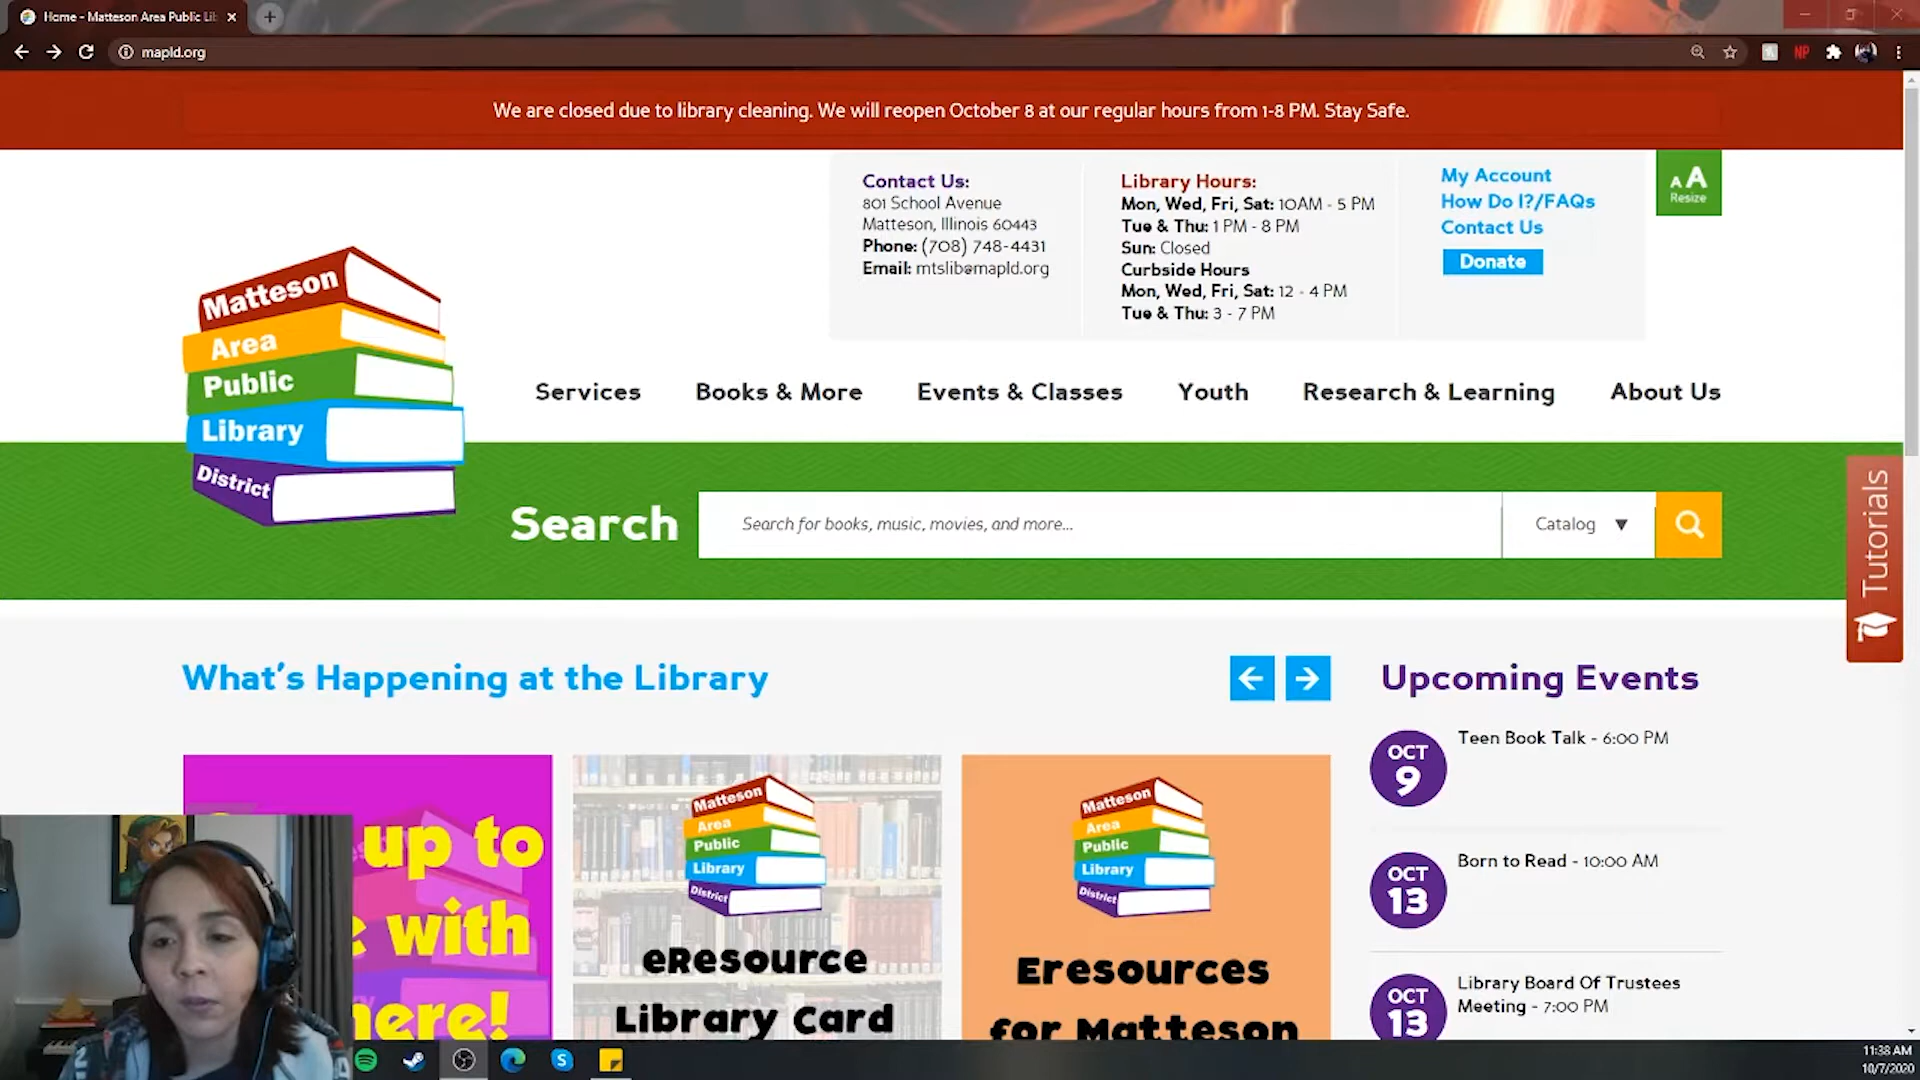 Home - Matteson Area Public Lib
mapld.org
NP
We are closed due to library cleaning. We will reopen October 8 at our regular hours from 1-8 PM. Stay Safe.
Contact Us:
801 School Avenue
Matteson, Illinois 60443
Phone: (708) 748-4431
Email: mtslib@mapld.org
Library Hours:
Mon, Wed, Fri, Sat: 10AM - 5 PM
Tue & Thu: 1 PM - 8 PM
Sun: Closed
Curbside Hours
Mon, Wed, Fri, Sat: 12 - 4 PM
Tue & Thu: 3 - 7 PM
My Account
How Do I?/FAQs
Contact Us
Donate
A A
Resize
Matteson
Area
Public
Library
District
Services Books & More Events & Classes Youth Research & Learning About Us
Search
Search for books, music, movies, and more...
Catalog
Tutorials
What's Happening at the Library
up to
with
here!
Matteson
Area
Public
Library
District
eResource
Library Card
Matteson
Area
Public
Library
District
Eresources
for Matteson
Upcoming Events
OCT
9
Teen Book Talk - 6:00 PM
OCT
13
Born to Read - 10:00 AM
OCT
13
Library Board Of Trustees
Meeting - 7:00 PM
11:38 AM
10/7/2020